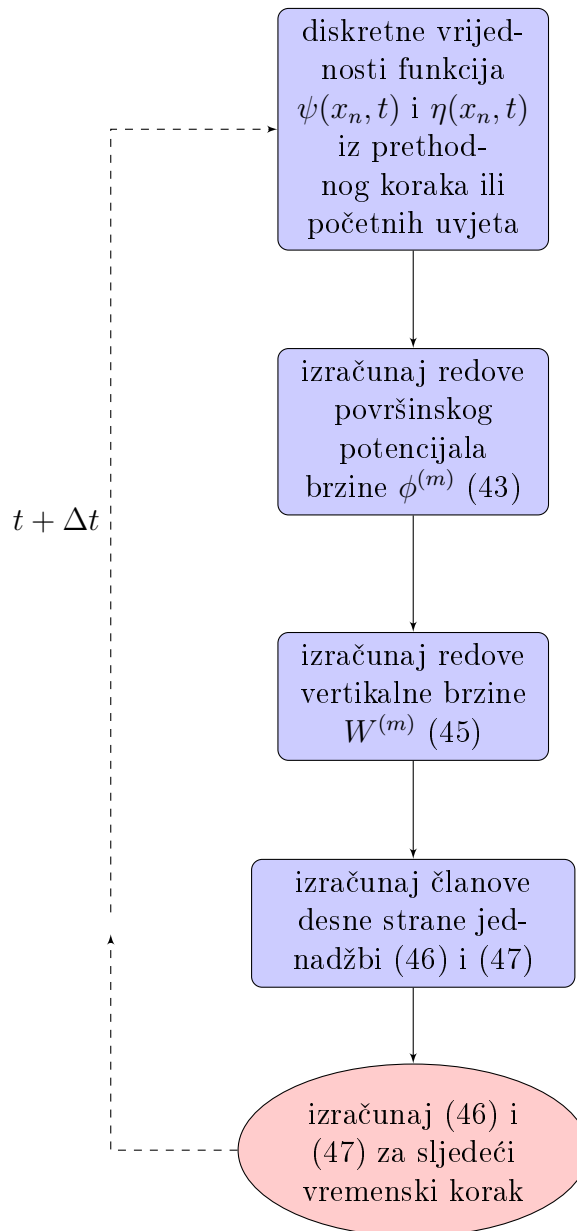 diskretne vrijed-
nosti funkcija
ψ(xₙ, t) i η(xₙ, t)
iz prethod-
nog koraka ili
početnih uvjeta
izračunaj redove
površinskog
potencijala
brzine ϕ⁽ᵐ⁾ (43)
t + Δt
izračunaj redove
vertikalne brzine
W⁽ᵐ⁾ (45)
izračunaj članove
desne strane jed-
nadžbi (46) i (47)
izračunaj (46) i
(47) za sljedeći
vremenski korak